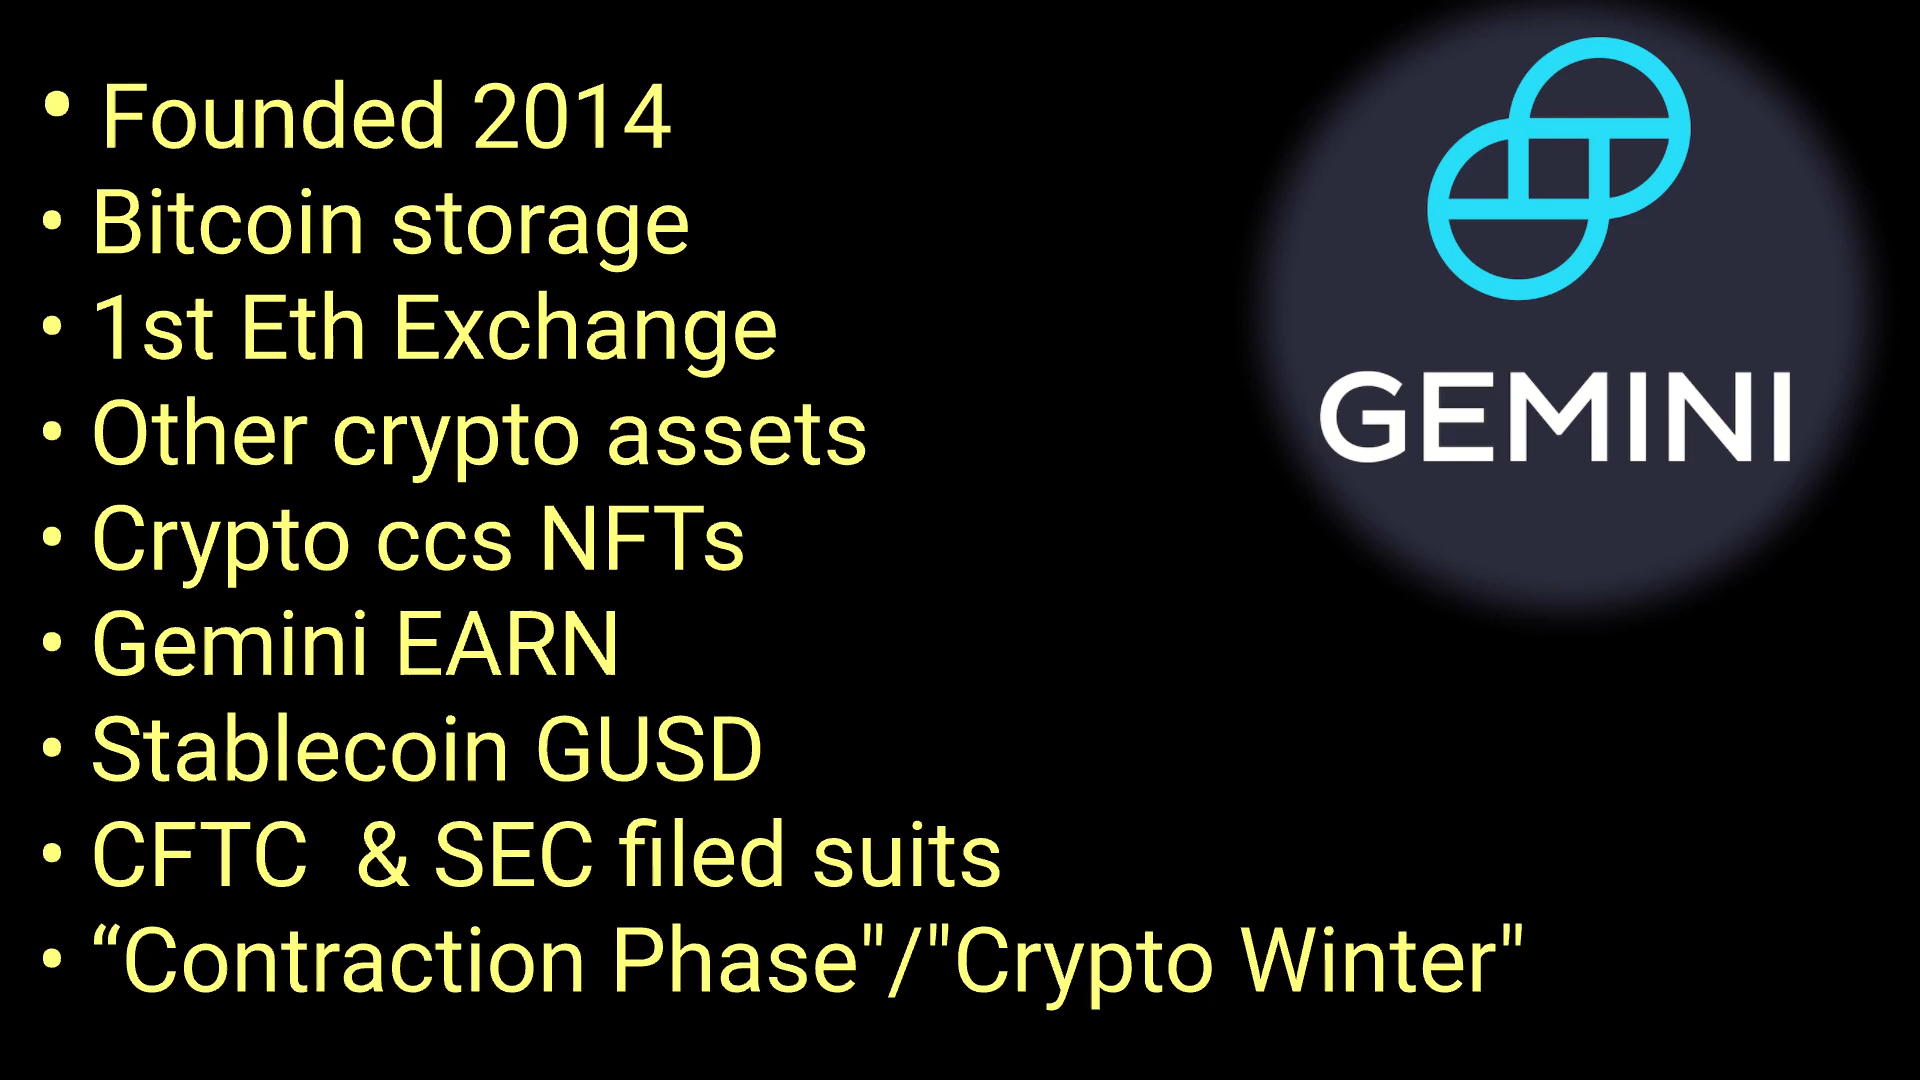 • Founded 2014
• Bitcoin storage
• 1st Eth Exchange
• Other crypto assets
• Crypto ccs NFTs
• Gemini EARN
• Stablecoin GUSD
• CFTC  & SEC filed suits
• “Contraction Phase"/"Crypto Winter"
GEMINI